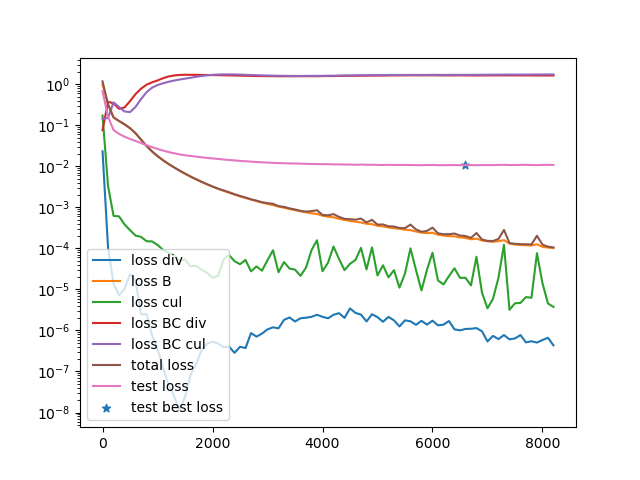 10⁰
10⁻¹
10⁻²
10⁻³
10⁻⁴
10⁻⁵
10⁻⁶
10⁻⁷
10⁻⁸
loss div
loss B
loss cul
loss BC div
loss BC cul
total loss
test loss
test best loss
0 2000 4000 6000 8000